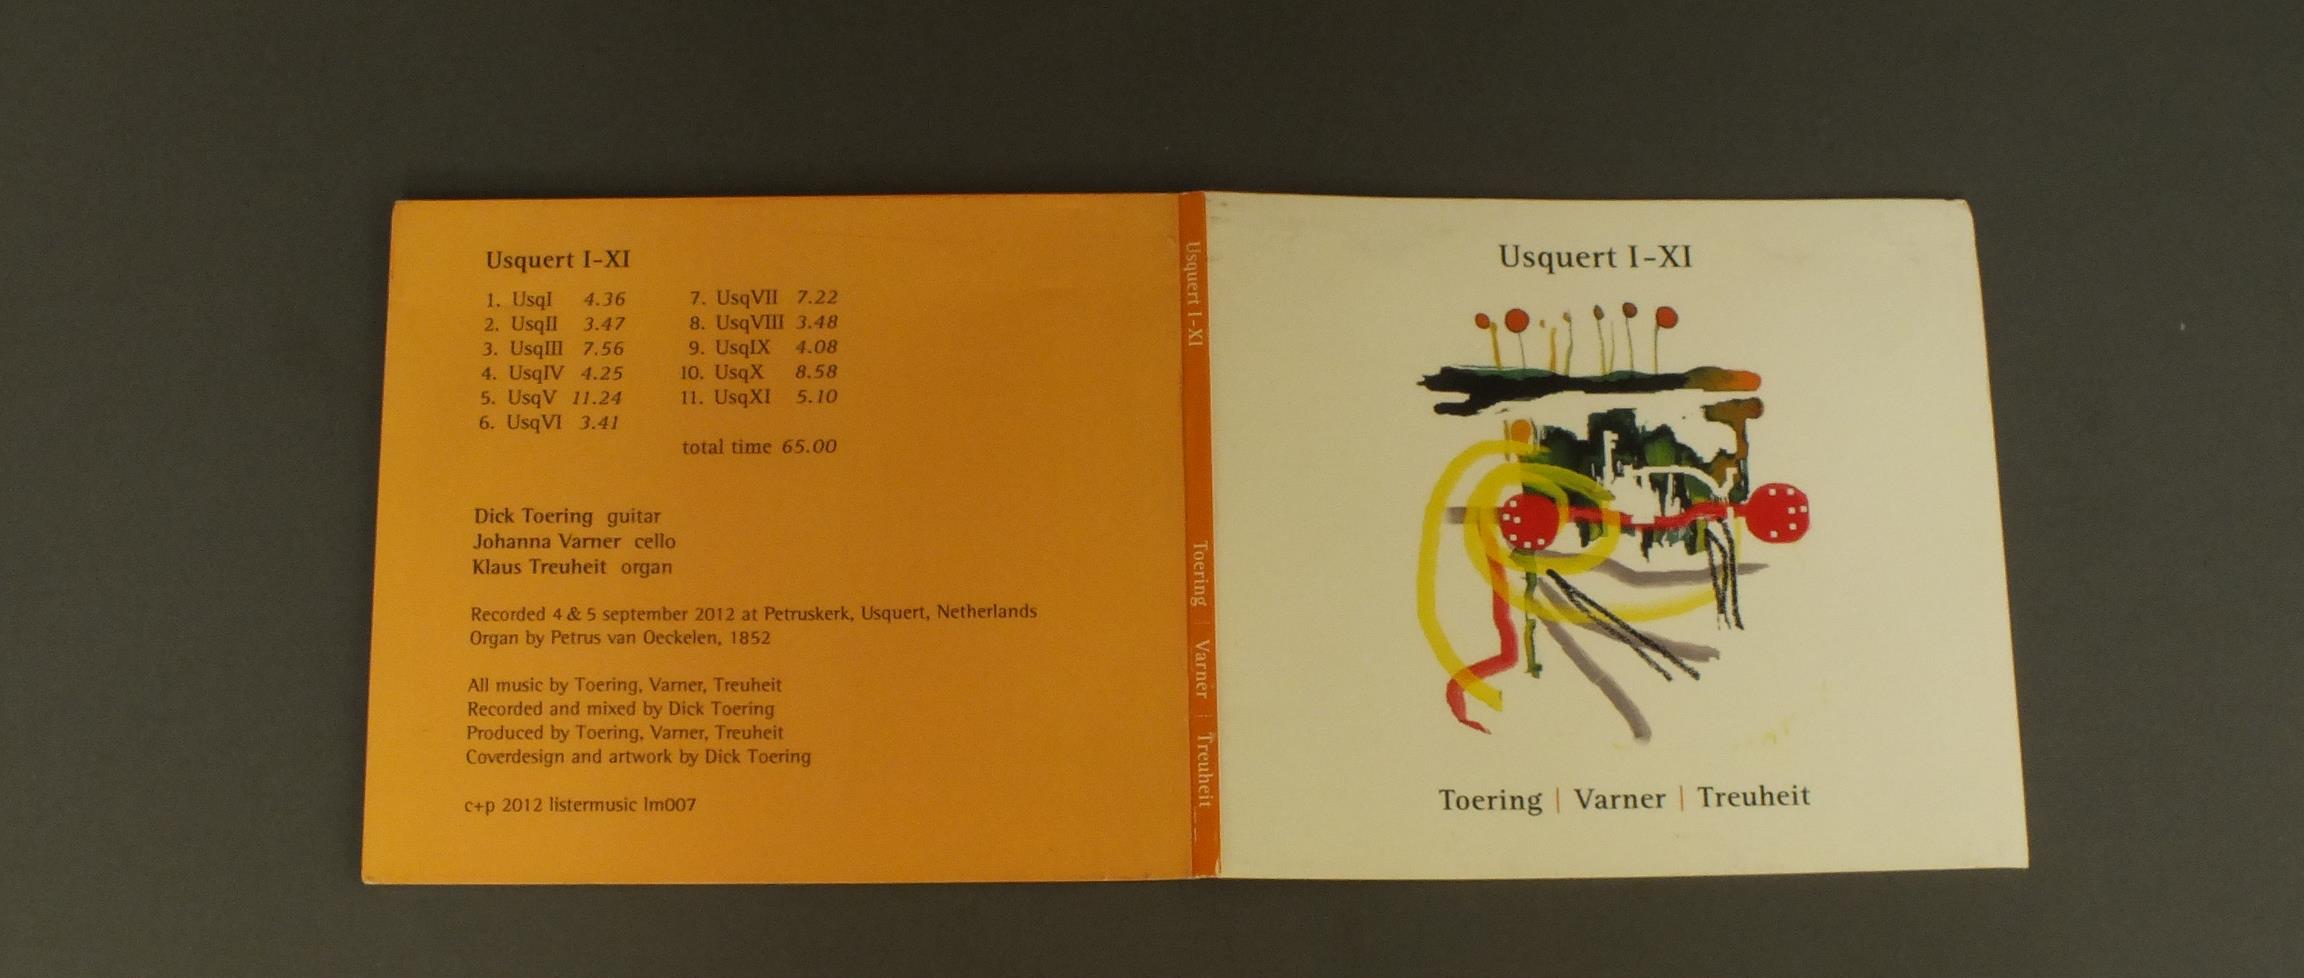 Usquert I-XI
1. UsqI 4.36
2. UsqII 3.47
3. UsqIII 7.56
4. UsqIV 4.25
5. UsqV 11.24
6. UsqVI 3.41
7. UsqVII 7.22
8. UsqVIII 3.48
9. UsqIX 4.08
10. UsqX 8.58
11. UsqXI 5.10
total time 65.00
Dick Toering guitar
Johanna Varner cello
Klaus Treuheit organ
Recorded 4 & 5 september 2012 at Petruskerk, Usquert, Netherlands
Organ by Petrus van Oeckelen, 1852
All music by Toering, Varner, Treuheit
Recorded and mixed by Dick Toering
Produced by Toering, Varner, Treuheit
Coverdesign and artwork by Dick Toering
c+p 2012 listermusic lm007
Usquert I-XI Toering | Varner | Treuheit
Usquert I-XI
Toering | Varner | Treuheit